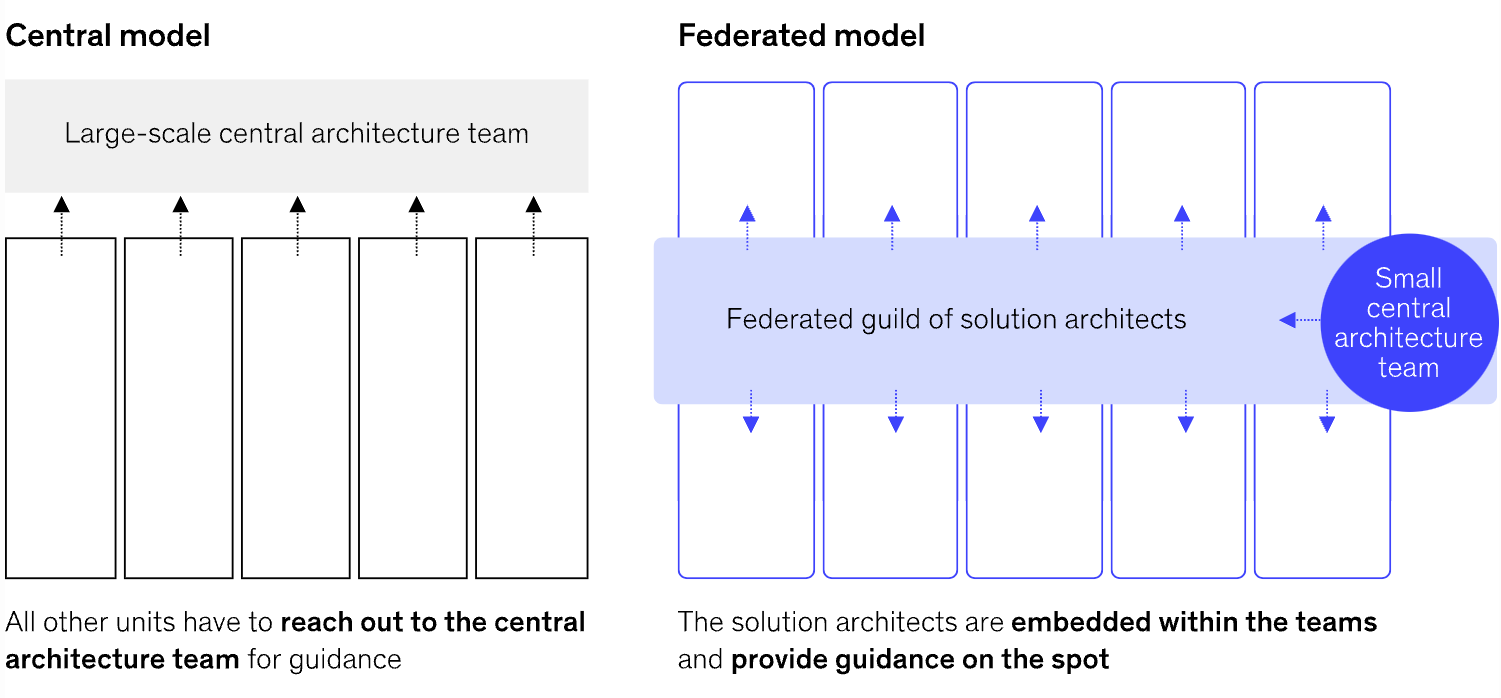 Central model
Large-scale central architecture team
All other units have to reach out to the central
architecture team for guidance
Federated model
Federated guild of solution architects
Small
central
architecture
team
The solution architects are embedded within the teams
and provide guidance on the spot